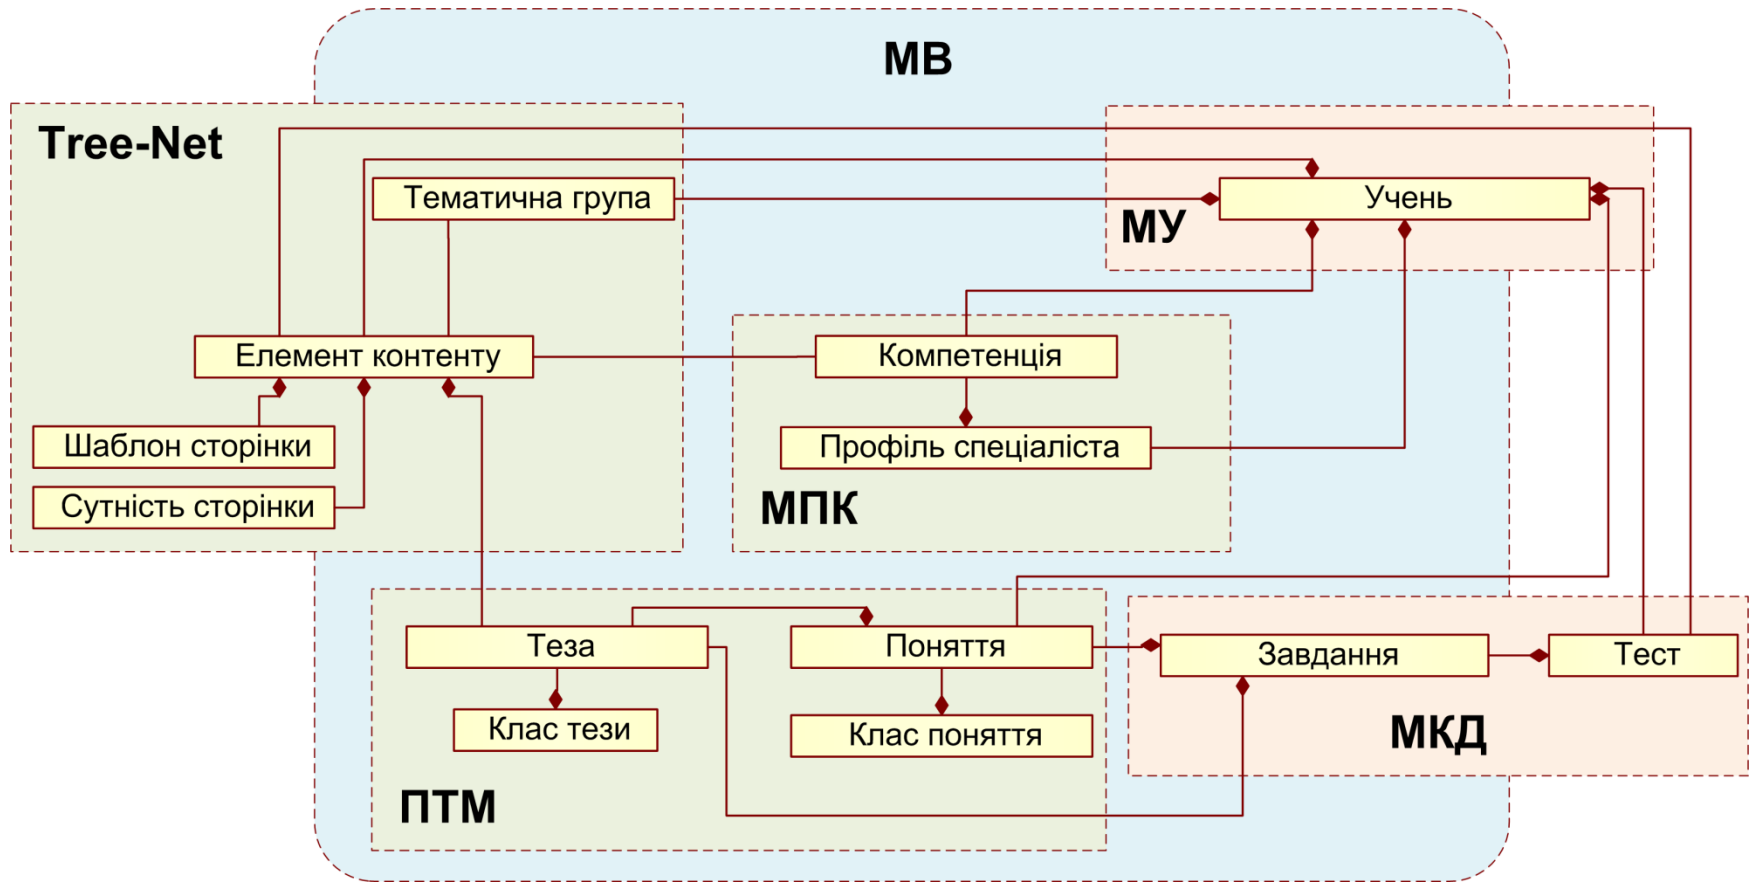 МВ
Tree-Net
Тематична група
Учень
МУ
Елемент контенту
Компетенція
Шаблон сторінки
Профіль спеціаліста
Сутність сторінки
МПК
Теза
Поняття
Завдання
Тест
Клас тези
Клас поняття
МКД
ПТМ